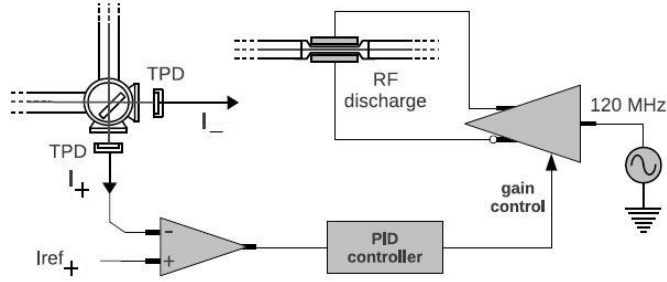 TPD
I_
TPD
I+
RF
discharge
120 MHz
gain
control
-
+
Iref+
PID
controller